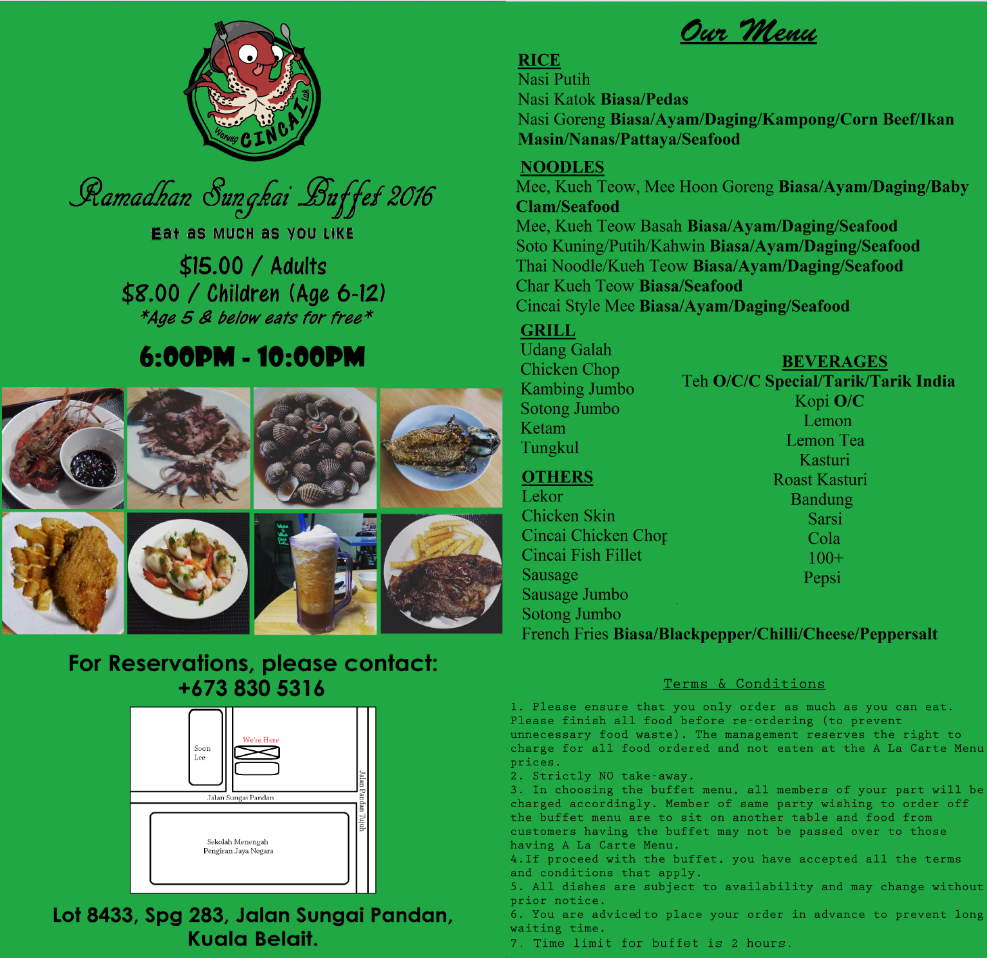 Warung CINCAI
Ramadhan Sungkai Buffet 2016
Eat as much as you like
$15.00 / Adults
$8.00 / Children (Age 6-12)
*Age 5 & below eats for free*
6:00PM - 10:00PM
For Reservations, please contact:
+673 830 5316
We're Here
Soon
Lee
Jalan Sungai Pandan
Jalan Pandan Tujuh
Sekolah Menengah
Pengiran Jaya Negara
Lot 8433, Spg 283, Jalan Sungai Pandan,
Kuala Belait.
Our Menu
RICE
Nasi Putih
Nasi Katok Biasa/Pedas
Nasi Goreng Biasa/Ayam/Daging/Kampong/Corn Beef/Ikan
Masin/Nanas/Pattaya/Seafood
NOODLES
Mee, Kueh Teow, Mee Hoon Goreng Biasa/Ayam/Daging/Baby
Clam/Seafood
Mee, Kueh Teow Basah Biasa/Ayam/Daging/Seafood
Soto Kuning/Putih/Kahwin Biasa/Ayam/Daging/Seafood
Thai Noodle/Kueh Teow Biasa/Ayam/Daging/Seafood
Char Kueh Teow Biasa/Seafood
Cincai Style Mee Biasa/Ayam/Daging/Seafood
GRILL
Udang Galah
Chicken Chop
Kambing Jumbo
Sotong Jumbo
Ketam
Tungkul
BEVERAGES
Teh O/C/C Special/Tarik/Tarik India
Kopi O/C
Lemon
Lemon Tea
Kasturi
Roast Kasturi
Bandung
Sarsi
Cola
100+
Pepsi
OTHERS
Lekor
Chicken Skin
Cincai Chicken Chop
Cincai Fish Fillet
Sausage
Sausage Jumbo
Sotong Jumbo
French Fries Biasa/Blackpepper/Chilli/Cheese/Peppersalt
Terms & Conditions
1. Please ensure that you only order as much as you can eat.
Please finish all food before re-ordering (to prevent
unnecessary food waste). The management reserves the right to
charge for all food ordered and not eaten at the A La Carte Menu
prices.
2. Strictly NO take-away.
3. In choosing the buffet menu, all members of your part will be
charged accordingly. Member of same party wishing to order off
the buffet menu are to sit on another table and food from
customers having the buffet may not be passed over to those
having A La Carte Menu.
4.If proceed with the buffet, you have accepted all the terms
and conditions that apply.
5. All dishes are subject to availability and may change without
prior notice.
6. You are adviced to place your order in advance to prevent long
waiting time.
7. Time limit for buffet is 2 hours.